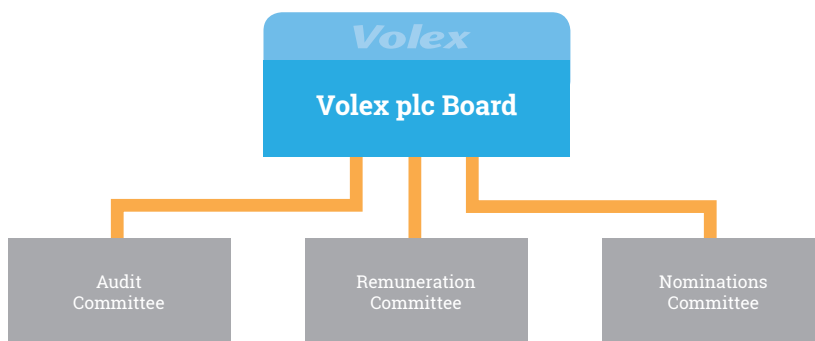 Volex
Volex plc Board
Audit
Committee
Remuneration
Committee
Nominations
Committee